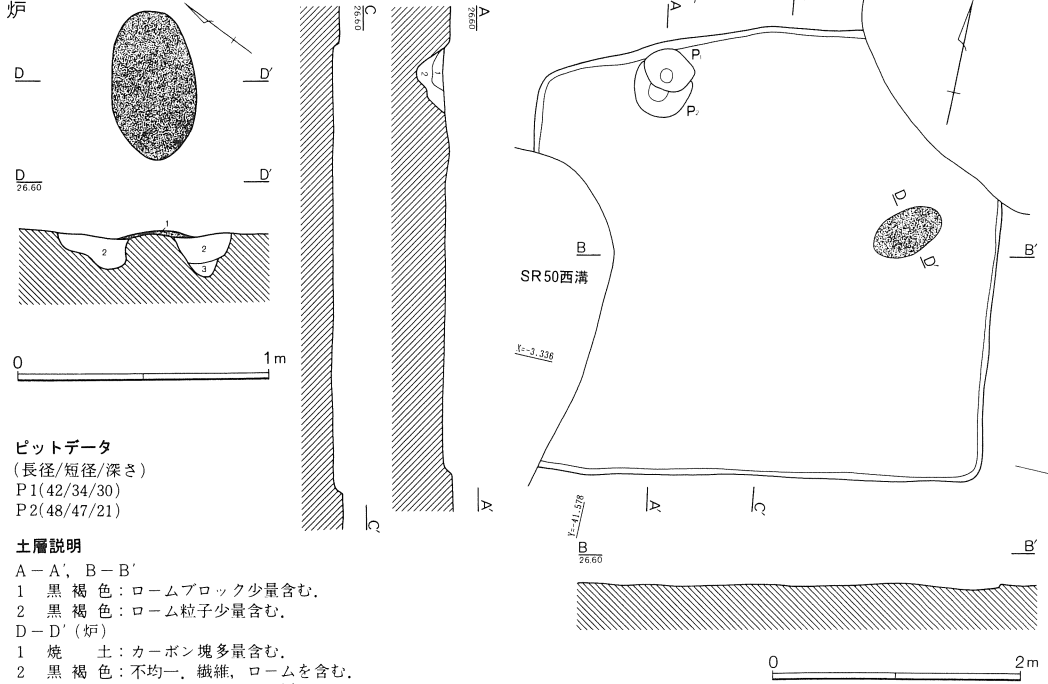 炉
D
D′
D
26.60
D′
1
2
2
3
0
1m
C
26.60
C′
A
26.60
1
2
A′
A
P1
P2
D
D′
B
B′
SR50西溝
X=-3.336
Y=-41.578
A′
C′
B
26.60
B′
0
2m
ピットデータ
(長径/短径/深さ)
P1(42/34/30)
P2(48/47/21)
土層説明
A－A′，B－B′
1 黒褐色：ロームブロック少量含む．
2 黒褐色：ローム粒子少量含む．
D－D′(炉)
1 焼土：カーボン塊多量含む．
2 黒褐色：不均一．繊維，ロームを含む．